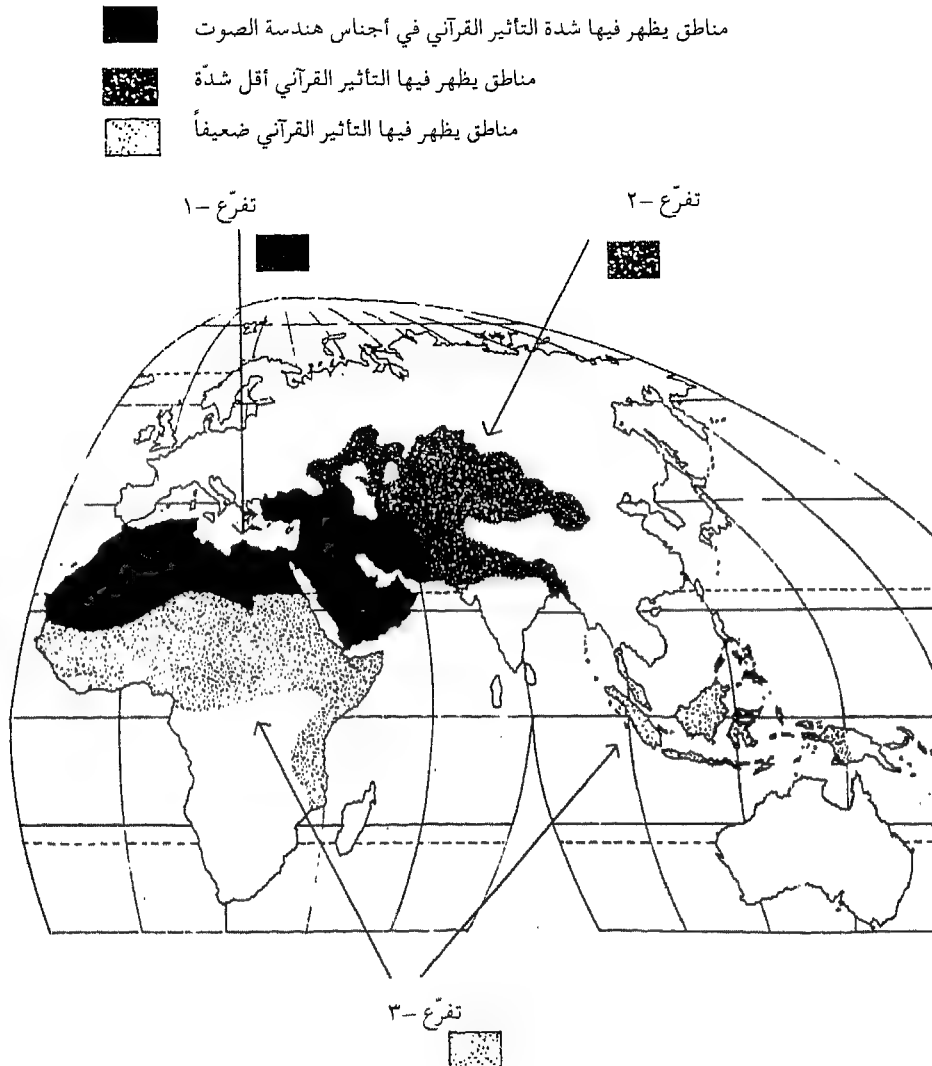 مناطق يظهر فيها شدة التأثير القرآني في أجناس هندسة الصوت
مناطق يظهر فيها التأثير القرآني أقل شدّة
مناطق يظهر فيها التأثير القرآني ضعيفاً
تفرّع -٢
تفرّع -١
تفرّع -٣